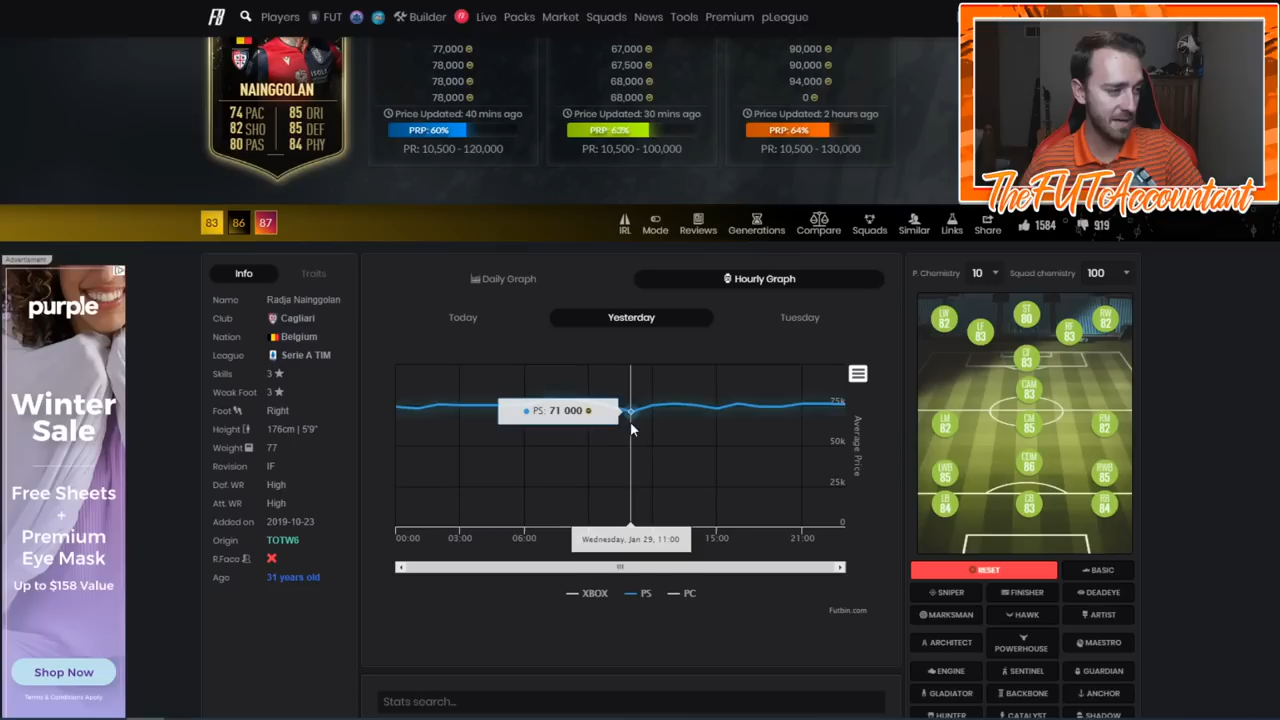 FB
Players
FUT
Builder
Live
Packs
Market
Squads
News
Tools
Premium
pLeague
77,000
78,000
78,000
78,000
67,000
67,500
68,000
68,000
90,000
90,000
94,000
0
NAINGGOLAN
74 PAC
85 DRI
82 SHO
85 DEF
80 PAS
84 PHY
Price Updated: 40 mins ago
Price Updated: 30 mins ago
Price Updated: 2 hours ago
PRP: 60%
PRP: 63%
PRP: 64%
PR: 10,500 - 120,000
PR: 10,500 - 100,000
PR: 10,500 - 130,000
TheFUTAccountant
83
86
87
IRL
Mode
Reviews
Generations
Compare
Squads
Similar
Links
Share
1584
919
Advertisement
purple
Winter
Sale
Free Sheets
+
Premium
Eye Mask
Up to $158 Value
Shop Now
Terms & Conditions Apply
Info
Traits
Name Radja Nainggolan
Club Cagliari
Nation Belgium
League Serie A TIM
Skills 3
Weak Foot 3
Foot Right
Height 176cm | 5'9"
Weight 77
Revision IF
Def. WR High
Att. WR High
Added on 2019-10-23
Origin TOTW6
R.Face
Age 31 years old
Daily Graph
Hourly Graph
Today
Yesterday
Tuesday
PS: 71 000
75k
50k
25k
0
Average Price
00:00
03:00
06:00
Wednesday, Jan 29, 11:00
15:00
21:00
XBOX
PS
PC
Futbin.com
Stats search...
P. Chemistry 10
Squad chemistry 100
LW 82
LF 83
ST 80
RF 83
RW 82
CF 83
CAM 83
LM 82
CM 85
RM 82
CDM 86
LWB 85
RWB 85
LB 84
CB 83
RB 84
RESET
BASIC
SNIPER
FINISHER
DEADEYE
MARKSMAN
HAWK
ARTIST
ARCHITECT
POWERHOUSE
MAESTRO
ENGINE
SENTINEL
GUARDIAN
GLADIATOR
BACKBONE
ANCHOR
HUNTER
CATALYST
SHADOW